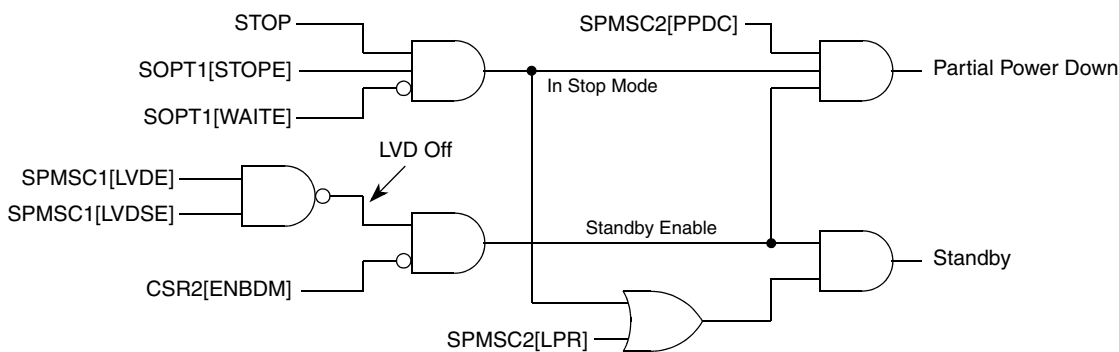 STOP
SPMSC2[PPDC]
SOPT1[STOPE]
Partial Power Down
In Stop Mode
SOPT1[WAITE]
LVD Off
SPMSC1[LVDE]
SPMSC1[LVDSE]
Standby Enable
Standby
CSR2[ENBDM]
SPMSC2[LPR]